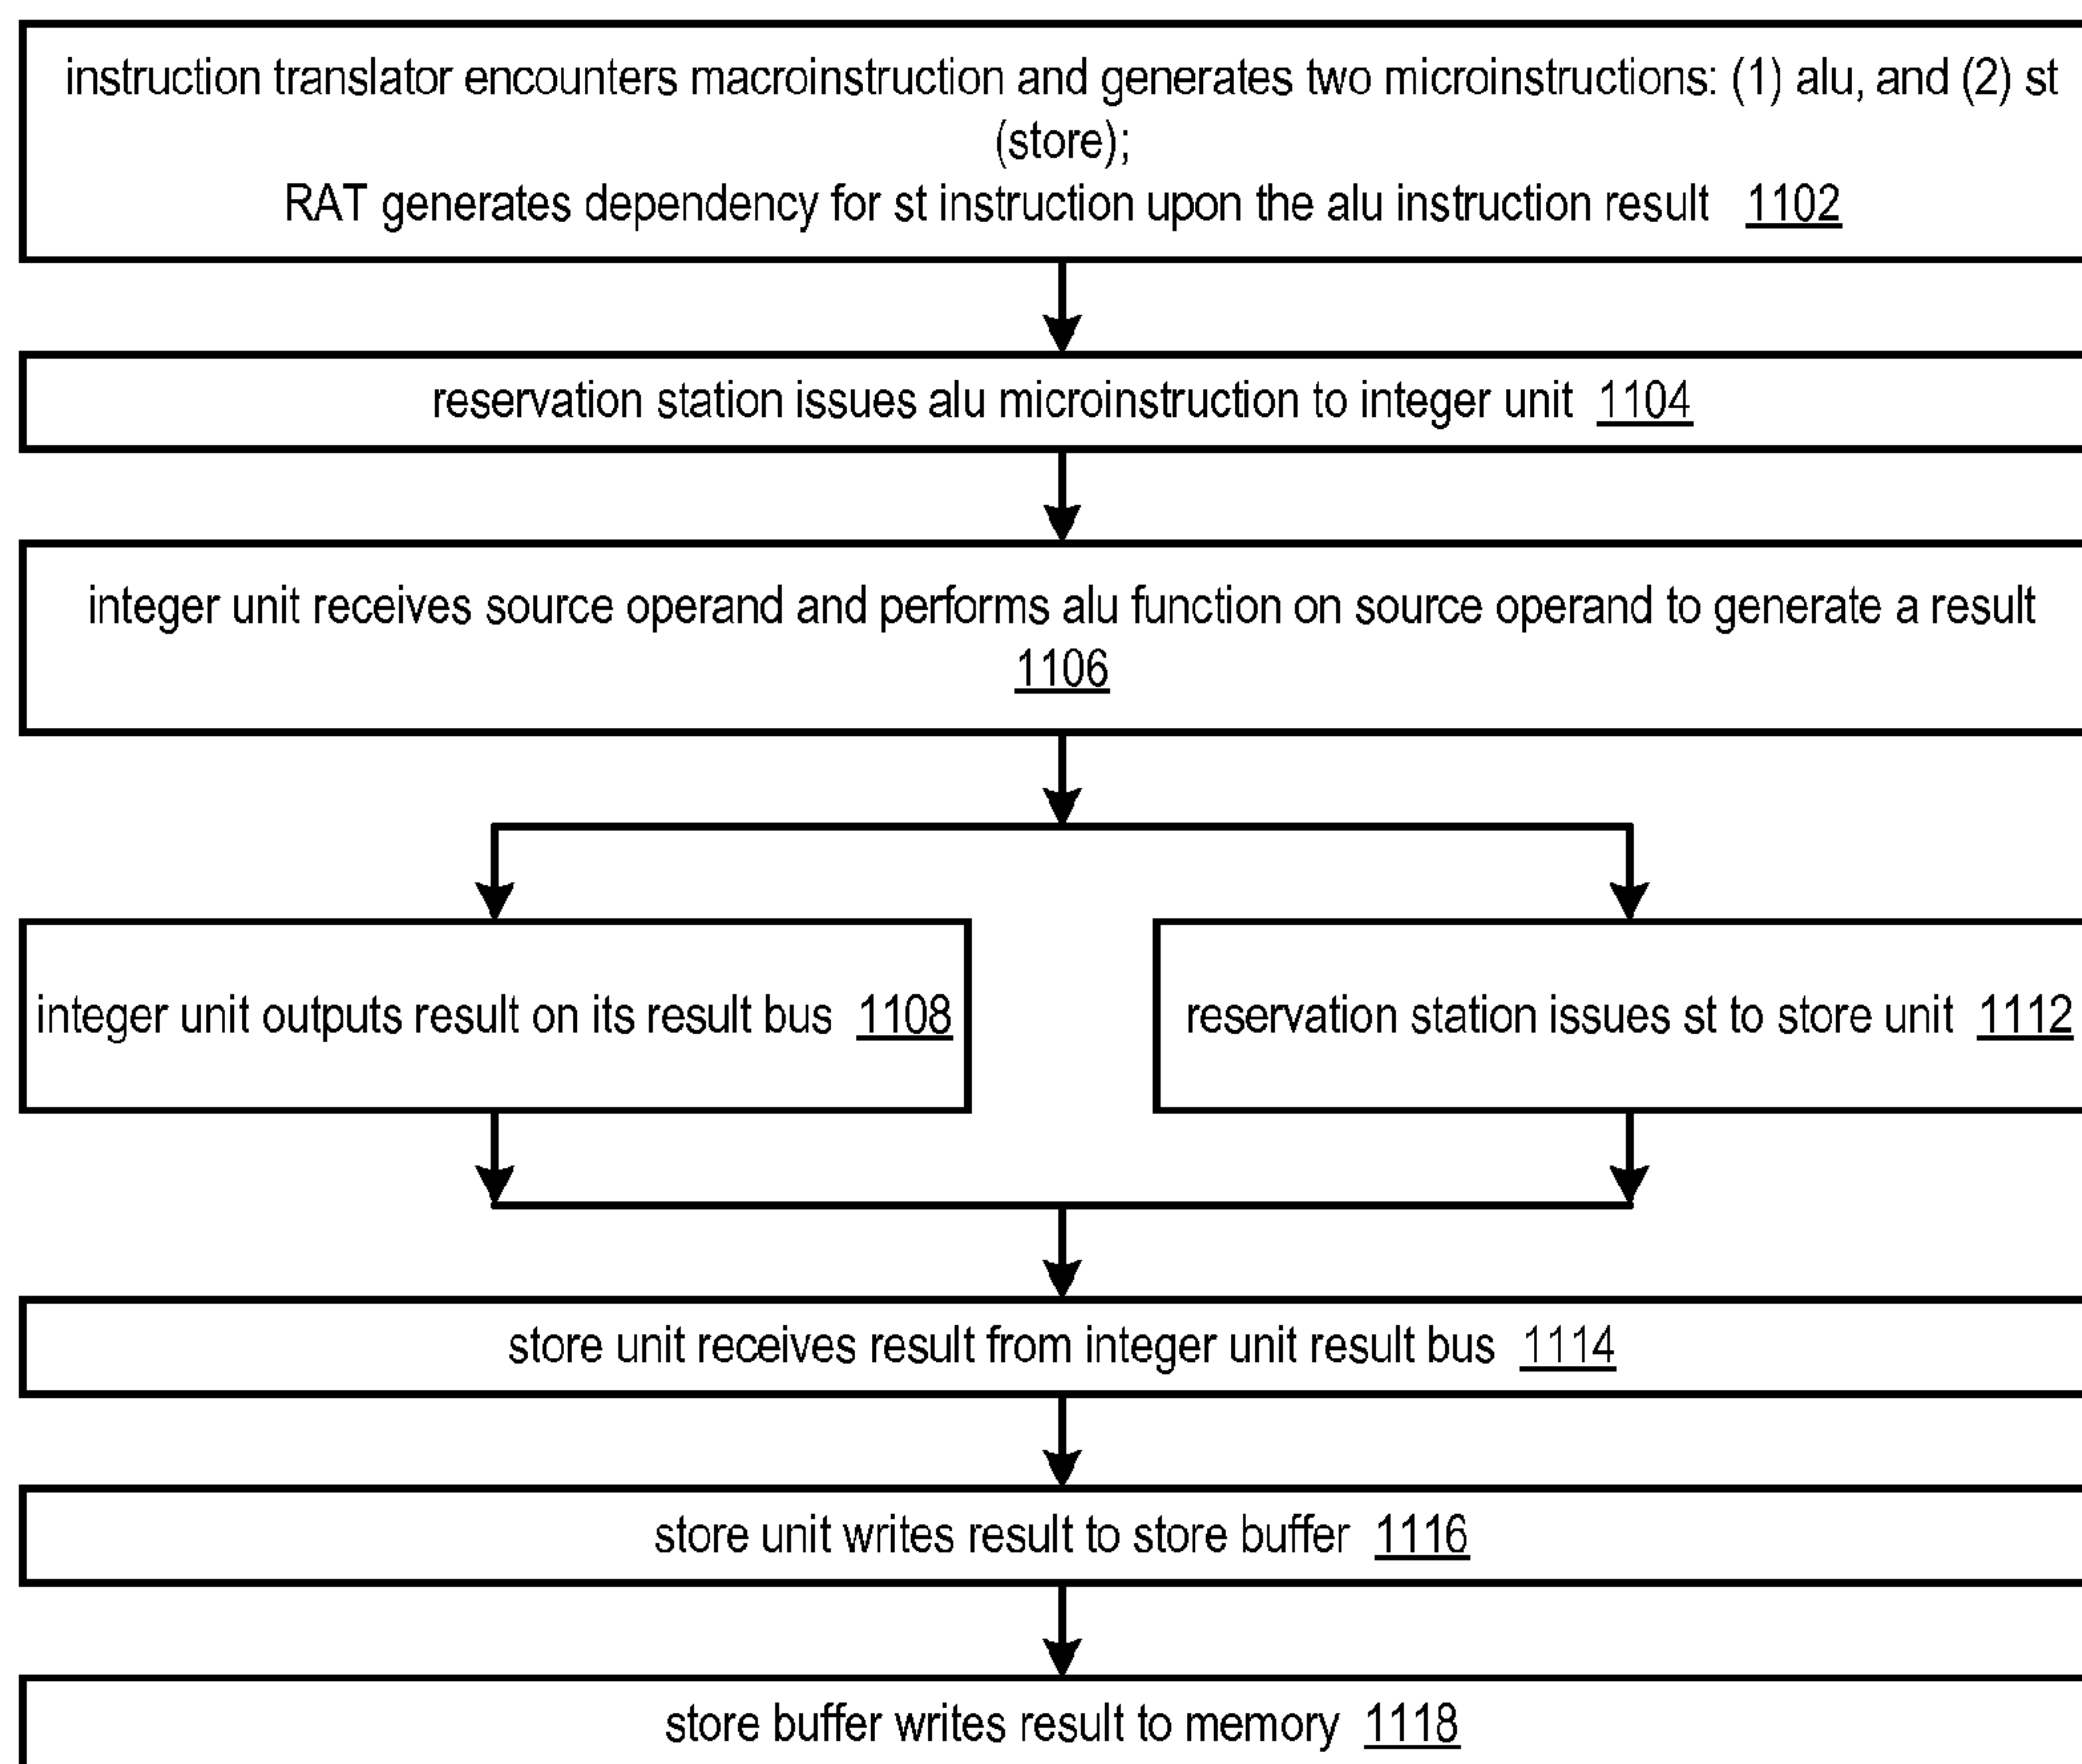 instruction translator encounters macroinstruction and generates two microinstructions: (1) alu, and (2) st
(store);
RAT generates dependency for st instruction upon the alu instruction result 1102
reservation station issues alu microinstruction to integer unit 1104
integer unit receives source operand and performs alu function on source operand to generate a result
1106
integer unit outputs result on its result bus 1108
reservation station issues st to store unit 1112
store unit receives result from integer unit result bus 1114
store unit writes result to store buffer 1116
store buffer writes result to memory 1118